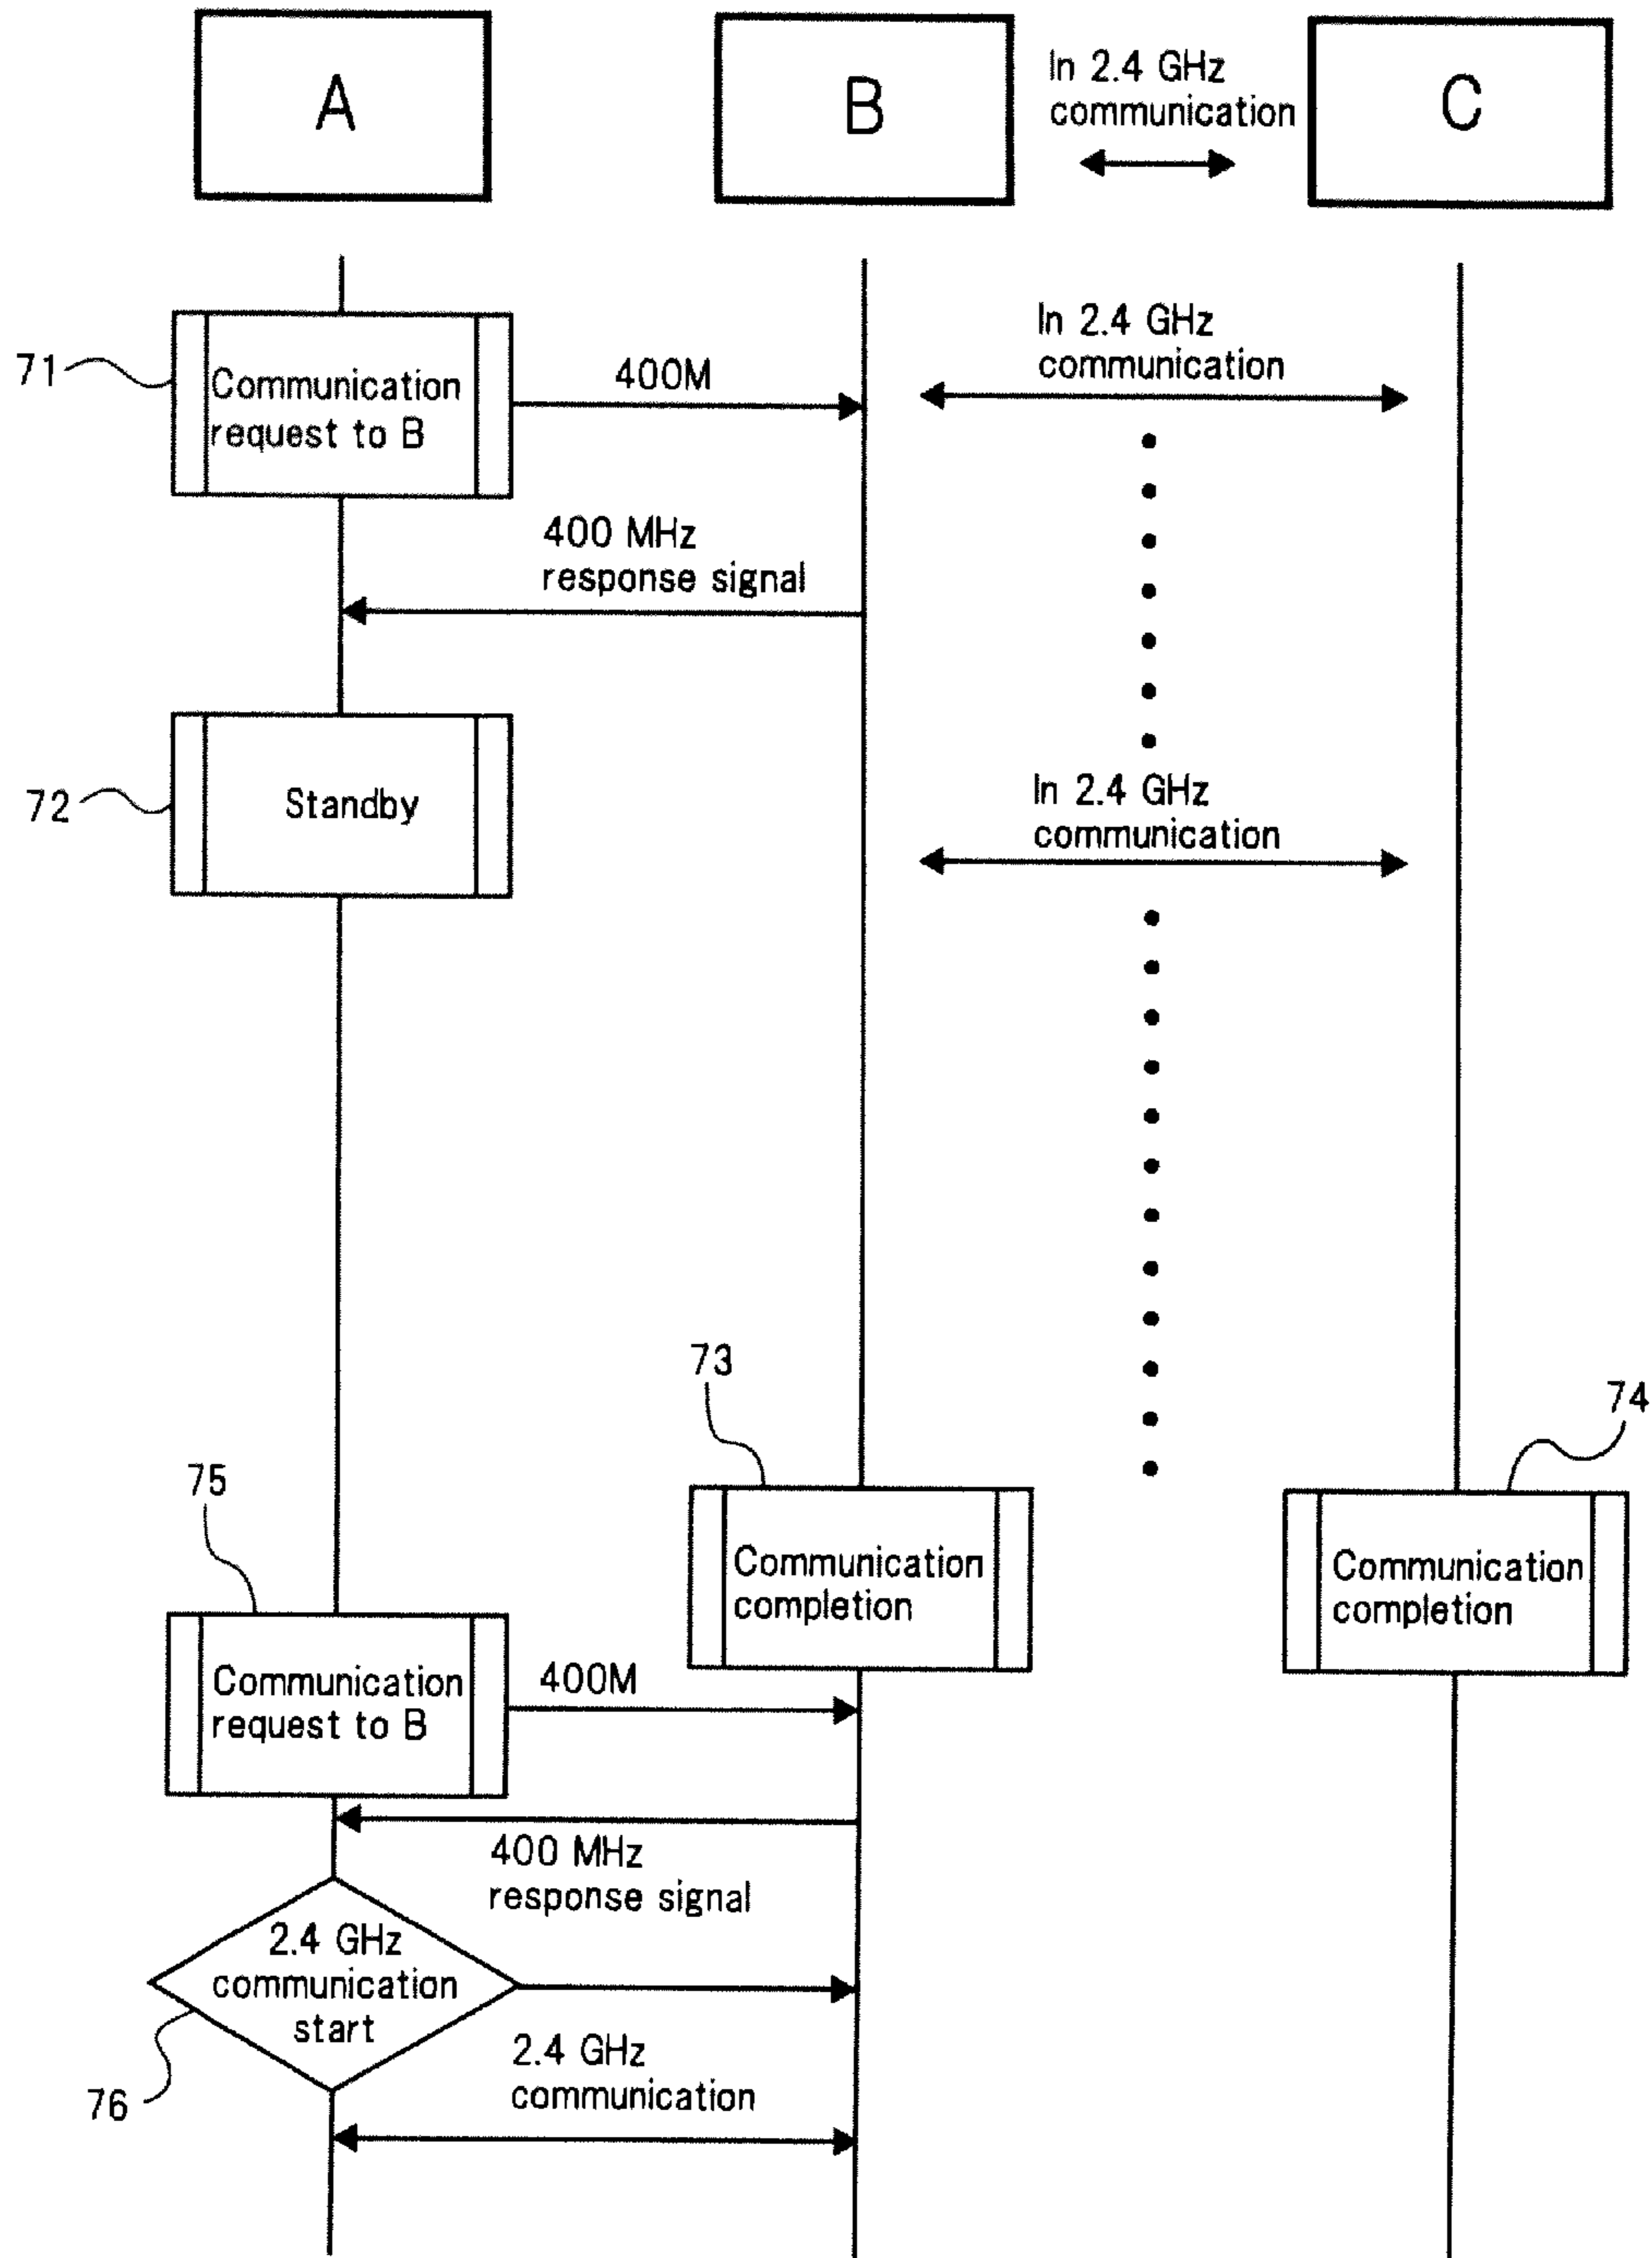 A
B
In 2.4 GHz
communication
C
71
Communication
request to B
400M
In 2.4 GHz
communication
400 MHz
response signal
72
Standby
In 2.4 GHz
communication
73
74
75
Communication
completion
Communication
completion
Communication
request to B
400M
400 MHz
response signal
2.4 GHz
communication
start
76
2.4 GHz
communication